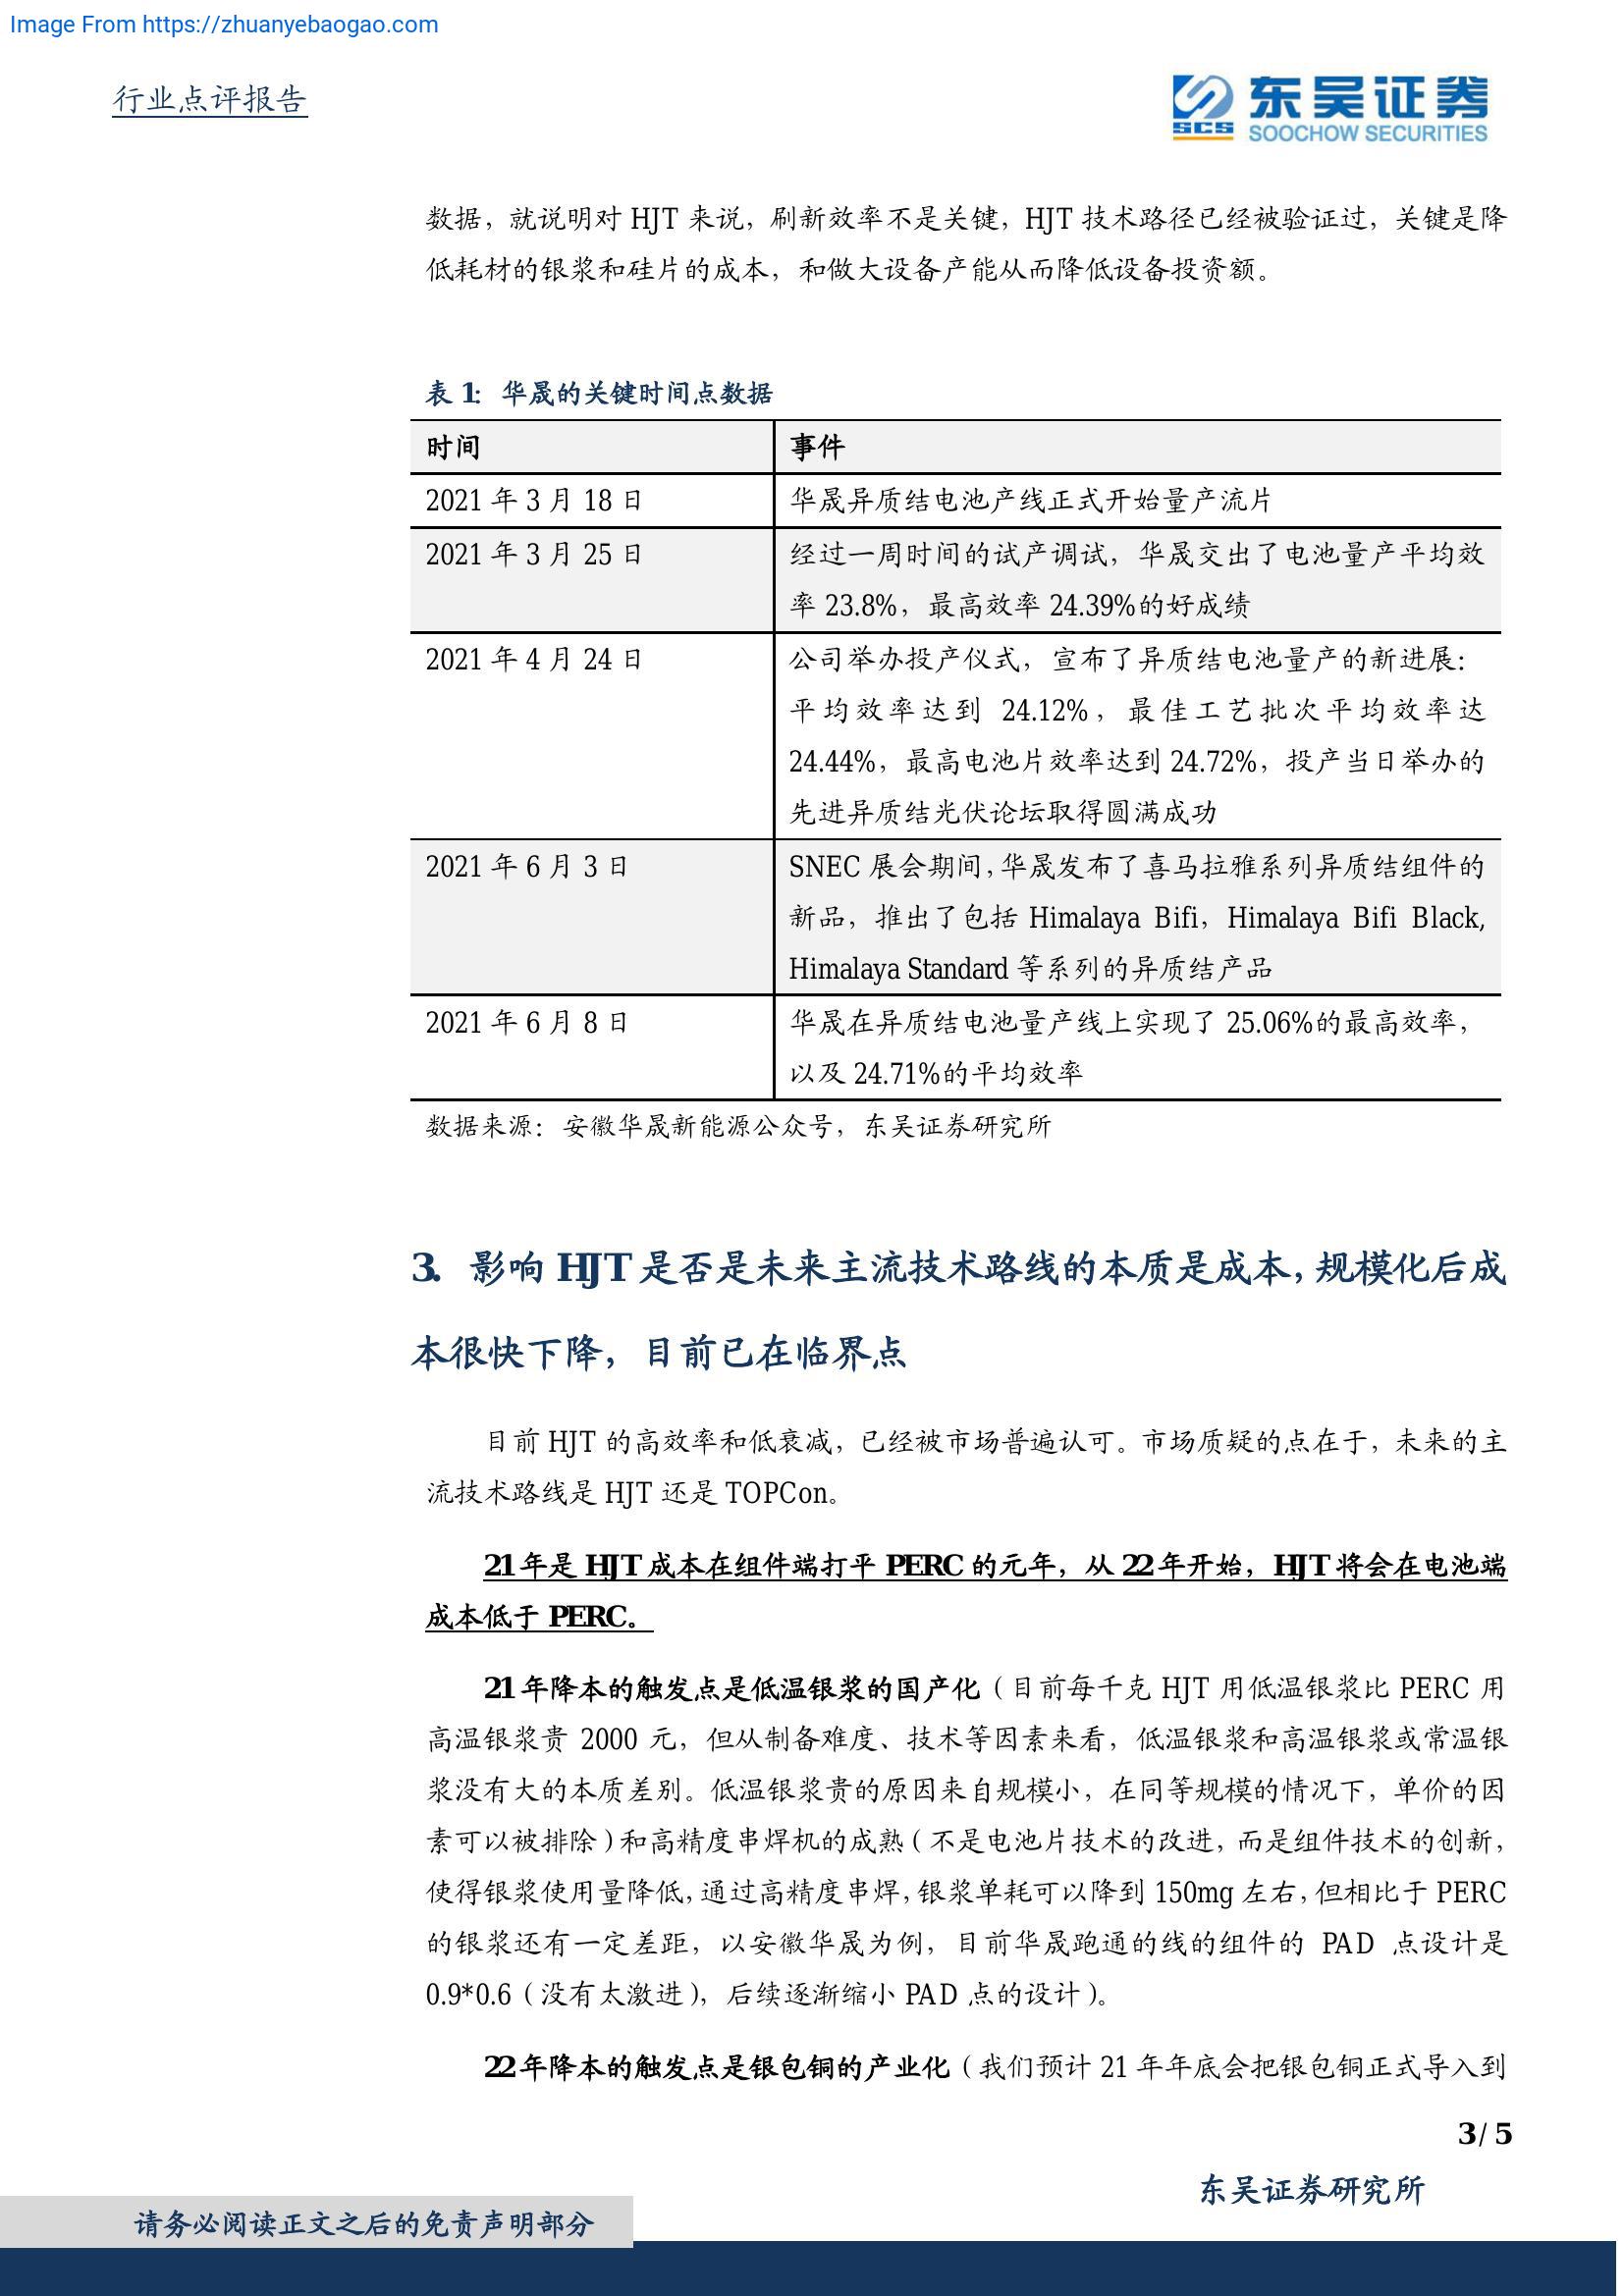 Image From https://zhuanyebaogao.com
行业点评报告
SCS 东吴证券
SOOCHOW SECURITIES
数据，就说明对 HJT 来说，刷新效率不是关键，HJT 技术路径已经被验证过，关键是降
低耗材的银浆和硅片的成本，和做大设备产能从而降低设备投资额。
表 1：华晟的关键时间点数据
时间 事件
2021 年 3 月 18 日 华晟异质结电池产线正式开始量产流片
2021 年 3 月 25 日 经过一周时间的试产调试，华晟交出了电池量产平均效
率 23.8%，最高效率 24.39%的好成绩
2021 年 4 月 24 日 公司举办投产仪式，宣布了异质结电池量产的新进展：
平均效率达到 24.12%，最佳工艺批次平均效率达
24.44%，最高电池片效率达到 24.72%，投产当日举办的
先进异质结光伏论坛取得圆满成功
2021 年 6 月 3 日 SNEC 展会期间，华晟发布了喜马拉雅系列异质结组件的
新品，推出了包括 Himalaya Bifi，Himalaya Bifi Black,
Himalaya Standard 等系列的异质结产品
2021 年 6 月 8 日 华晟在异质结电池量产线上实现了 25.06%的最高效率，
以及 24.71%的平均效率
数据来源：安徽华晟新能源公众号，东吴证券研究所
3. 影响 HJT 是否是未来主流技术路线的本质是成本，规模化后成
本很快下降，目前已在临界点
目前 HJT 的高效率和低衰减，已经被市场普遍认可。市场质疑的点在于，未来的主
流技术路线是 HJT 还是 TOPCon。
21 年是 HJT 成本在组件端打平 PERC 的元年，从 22 年开始，HJT 将会在电池端
成本低于 PERC。
21 年降本的触发点是低温银浆的国产化（目前每千克 HJT 用低温银浆比 PERC 用
高温银浆贵 2000 元，但从制备难度、技术等因素来看，低温银浆和高温银浆或常温银
浆没有大的本质差别。低温银浆贵的原因来自规模小，在同等规模的情况下，单价的因
素可以被排除）和高精度串焊机的成熟（不是电池片技术的改进，而是组件技术的创新，
使得银浆使用量降低，通过高精度串焊，银浆单耗可以降到 150mg 左右，但相比于 PERC
的银浆还有一定差距，以安徽华晟为例，目前华晟跑通的线的组件的 PAD 点设计是
0.9*0.6（没有太激进），后续逐渐缩小 PAD 点的设计）。
22 年降本的触发点是银包铜的产业化（我们预计 21 年年底会把银包铜正式导入到
3 / 5
东吴证券研究所
请务必阅读正文之后的免责声明部分